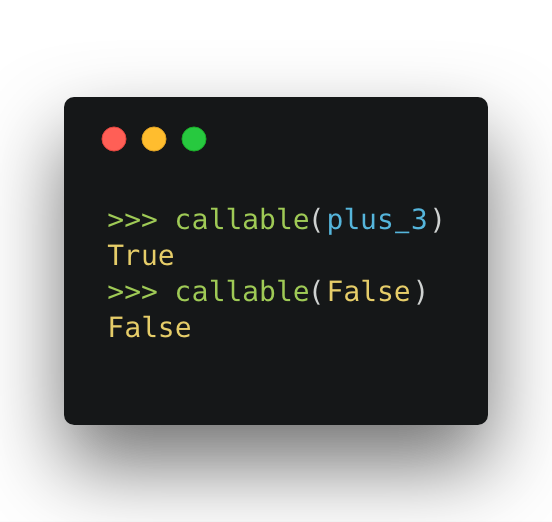 >>> callable(plus_3)
True
>>> callable(False)
False